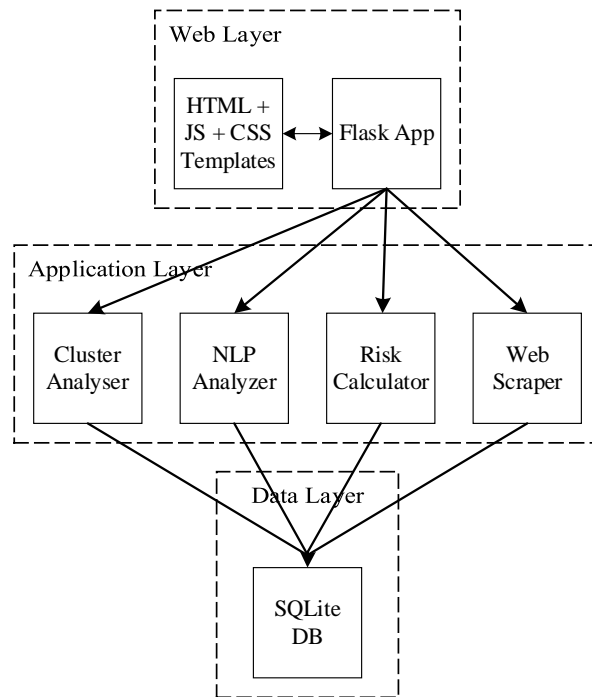 Web Layer
HTML +
JS + CSS
Templates
Flask App
Application Layer
Cluster
Analyser
NLP
Analyzer
Risk
Calculator
Web
Scraper
Data Layer
SQLite
DB